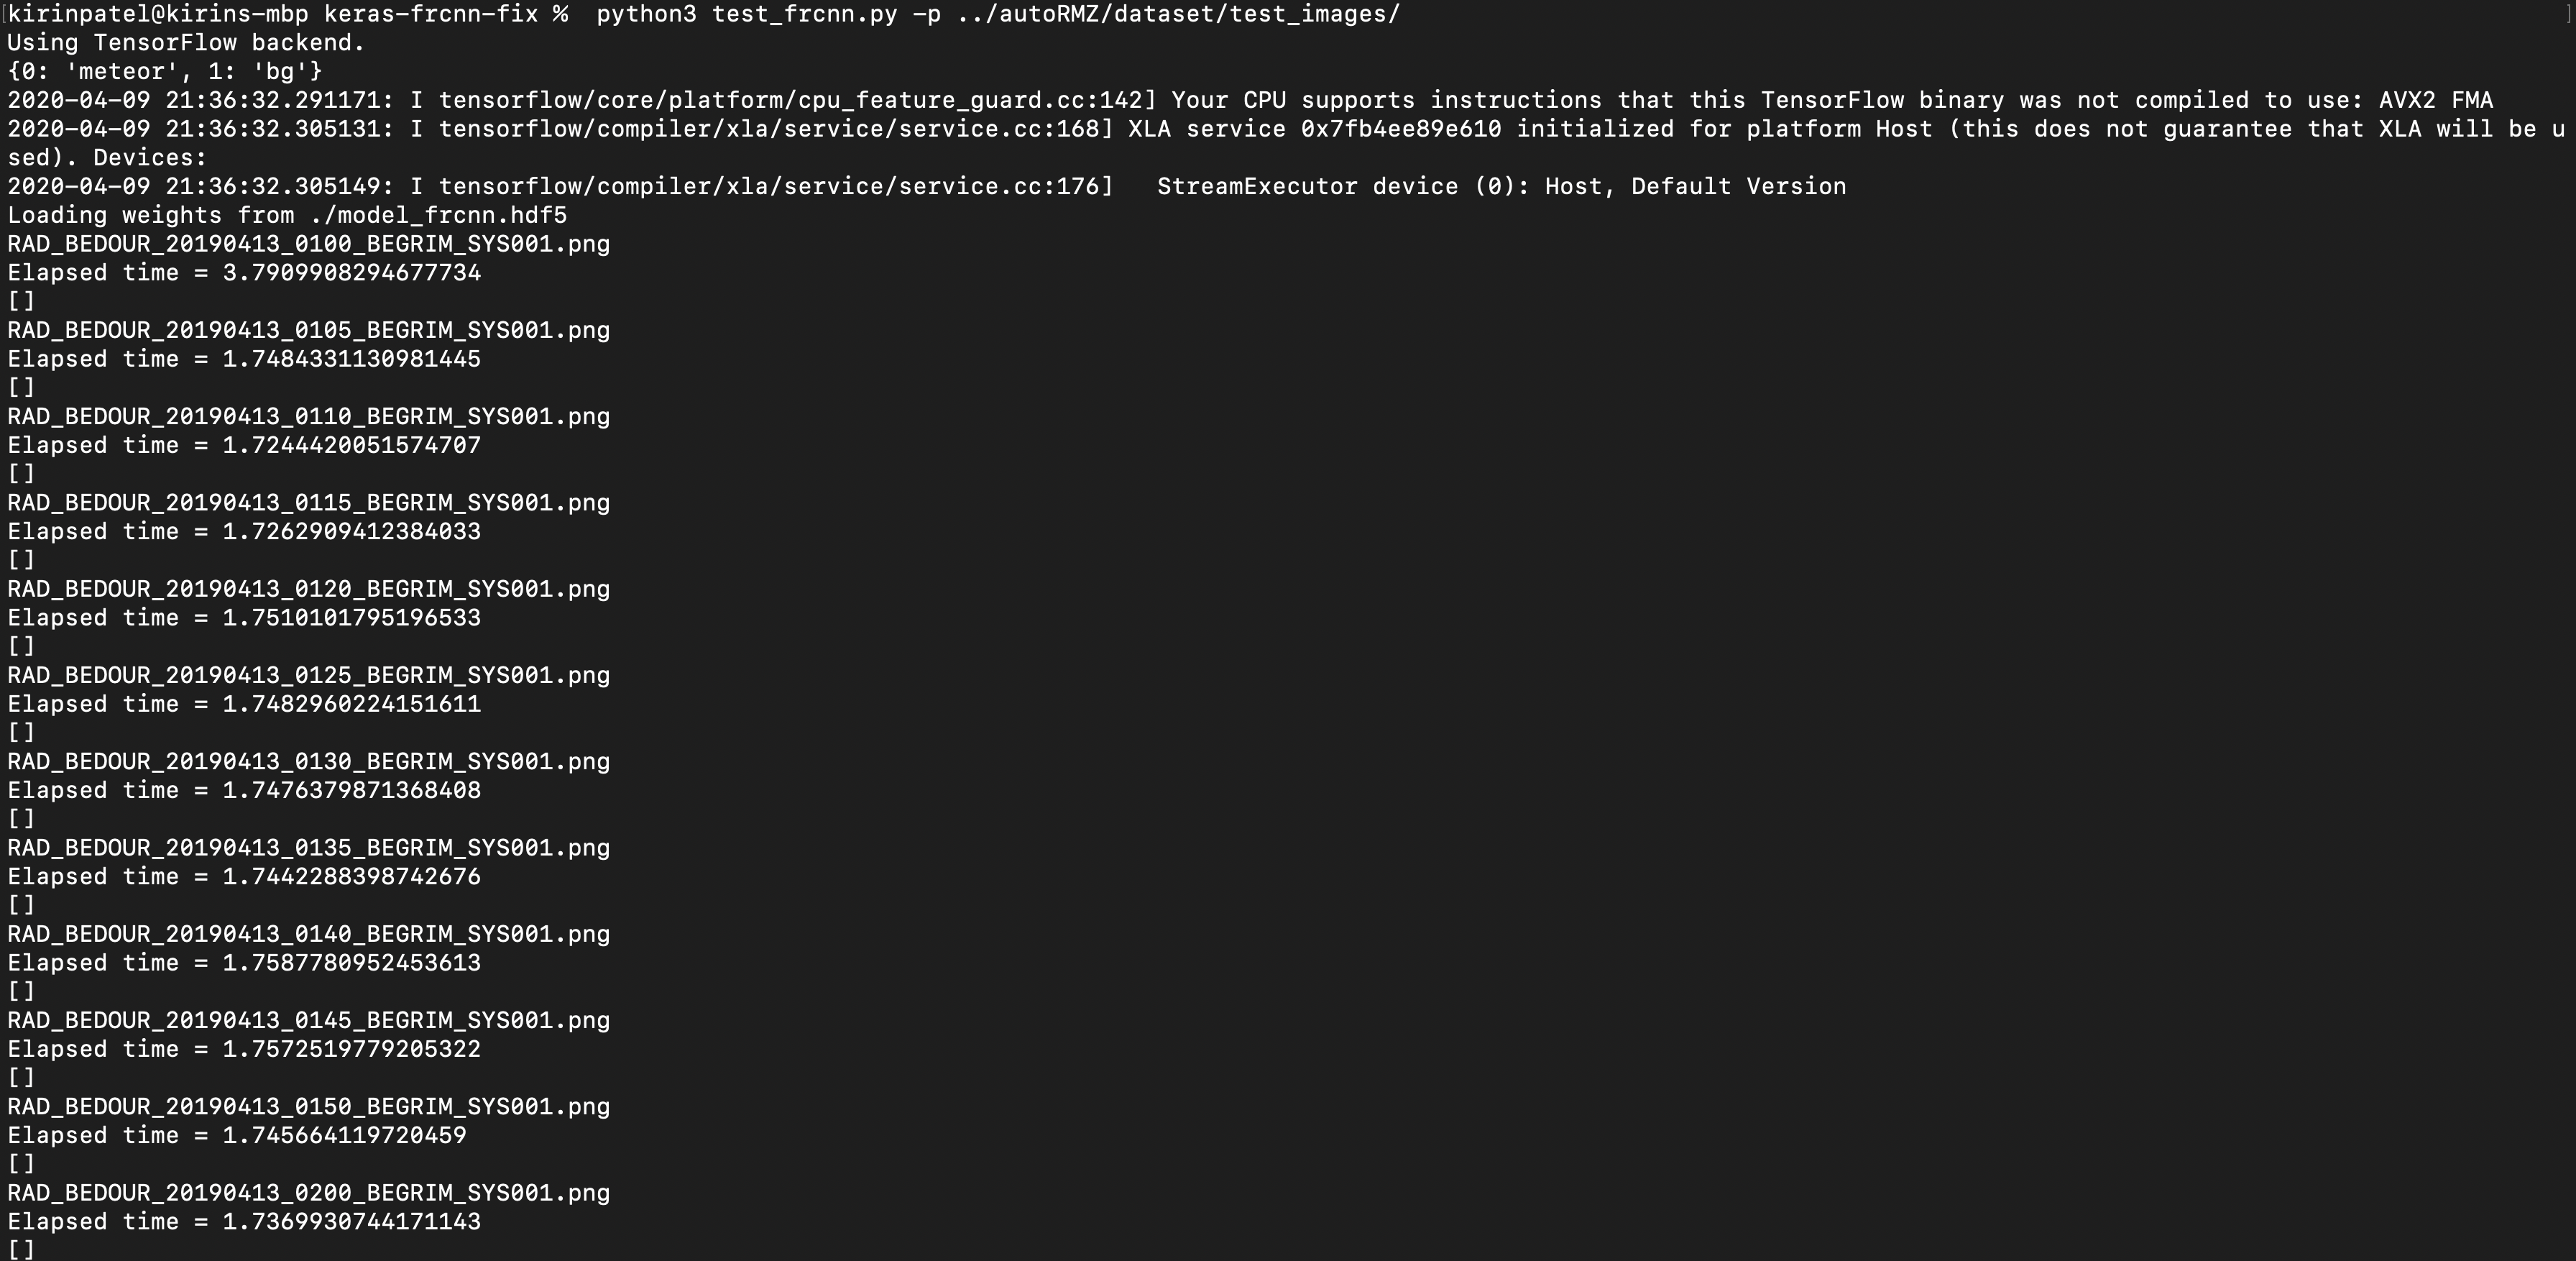 [kirinpatel@kirins-mbp keras-frcnn-fix %  python3 test_frcnn.py -p ../autoRMZ/dataset/test_images/ ]
Using TensorFlow backend.
{0: 'meteor', 1: 'bg'}
2020-04-09 21:36:32.291171: I tensorflow/core/platform/cpu_feature_guard.cc:142] Your CPU supports instructions that this TensorFlow binary was not compiled to use: AVX2 FMA
2020-04-09 21:36:32.305131: I tensorflow/compiler/xla/service/service.cc:168] XLA service 0x7fb4ee89e610 initialized for platform Host (this does not guarantee that XLA will be u
sed). Devices:
2020-04-09 21:36:32.305149: I tensorflow/compiler/xla/service/service.cc:176]   StreamExecutor device (0): Host, Default Version
Loading weights from ./model_frcnn.hdf5
RAD_BEDOUR_20190413_0100_BEGRIM_SYS001.png
Elapsed time = 3.7909908294677734
[]
RAD_BEDOUR_20190413_0105_BEGRIM_SYS001.png
Elapsed time = 1.7484331130981445
[]
RAD_BEDOUR_20190413_0110_BEGRIM_SYS001.png
Elapsed time = 1.7244420051574707
[]
RAD_BEDOUR_20190413_0115_BEGRIM_SYS001.png
Elapsed time = 1.7262909412384033
[]
RAD_BEDOUR_20190413_0120_BEGRIM_SYS001.png
Elapsed time = 1.7510101795196533
[]
RAD_BEDOUR_20190413_0125_BEGRIM_SYS001.png
Elapsed time = 1.7482960224151611
[]
RAD_BEDOUR_20190413_0130_BEGRIM_SYS001.png
Elapsed time = 1.7476379871368408
[]
RAD_BEDOUR_20190413_0135_BEGRIM_SYS001.png
Elapsed time = 1.7442288398742676
[]
RAD_BEDOUR_20190413_0140_BEGRIM_SYS001.png
Elapsed time = 1.7587780952453613
[]
RAD_BEDOUR_20190413_0145_BEGRIM_SYS001.png
Elapsed time = 1.7572519779205322
[]
RAD_BEDOUR_20190413_0150_BEGRIM_SYS001.png
Elapsed time = 1.745664119720459
[]
RAD_BEDOUR_20190413_0200_BEGRIM_SYS001.png
Elapsed time = 1.7369930744171143
[]